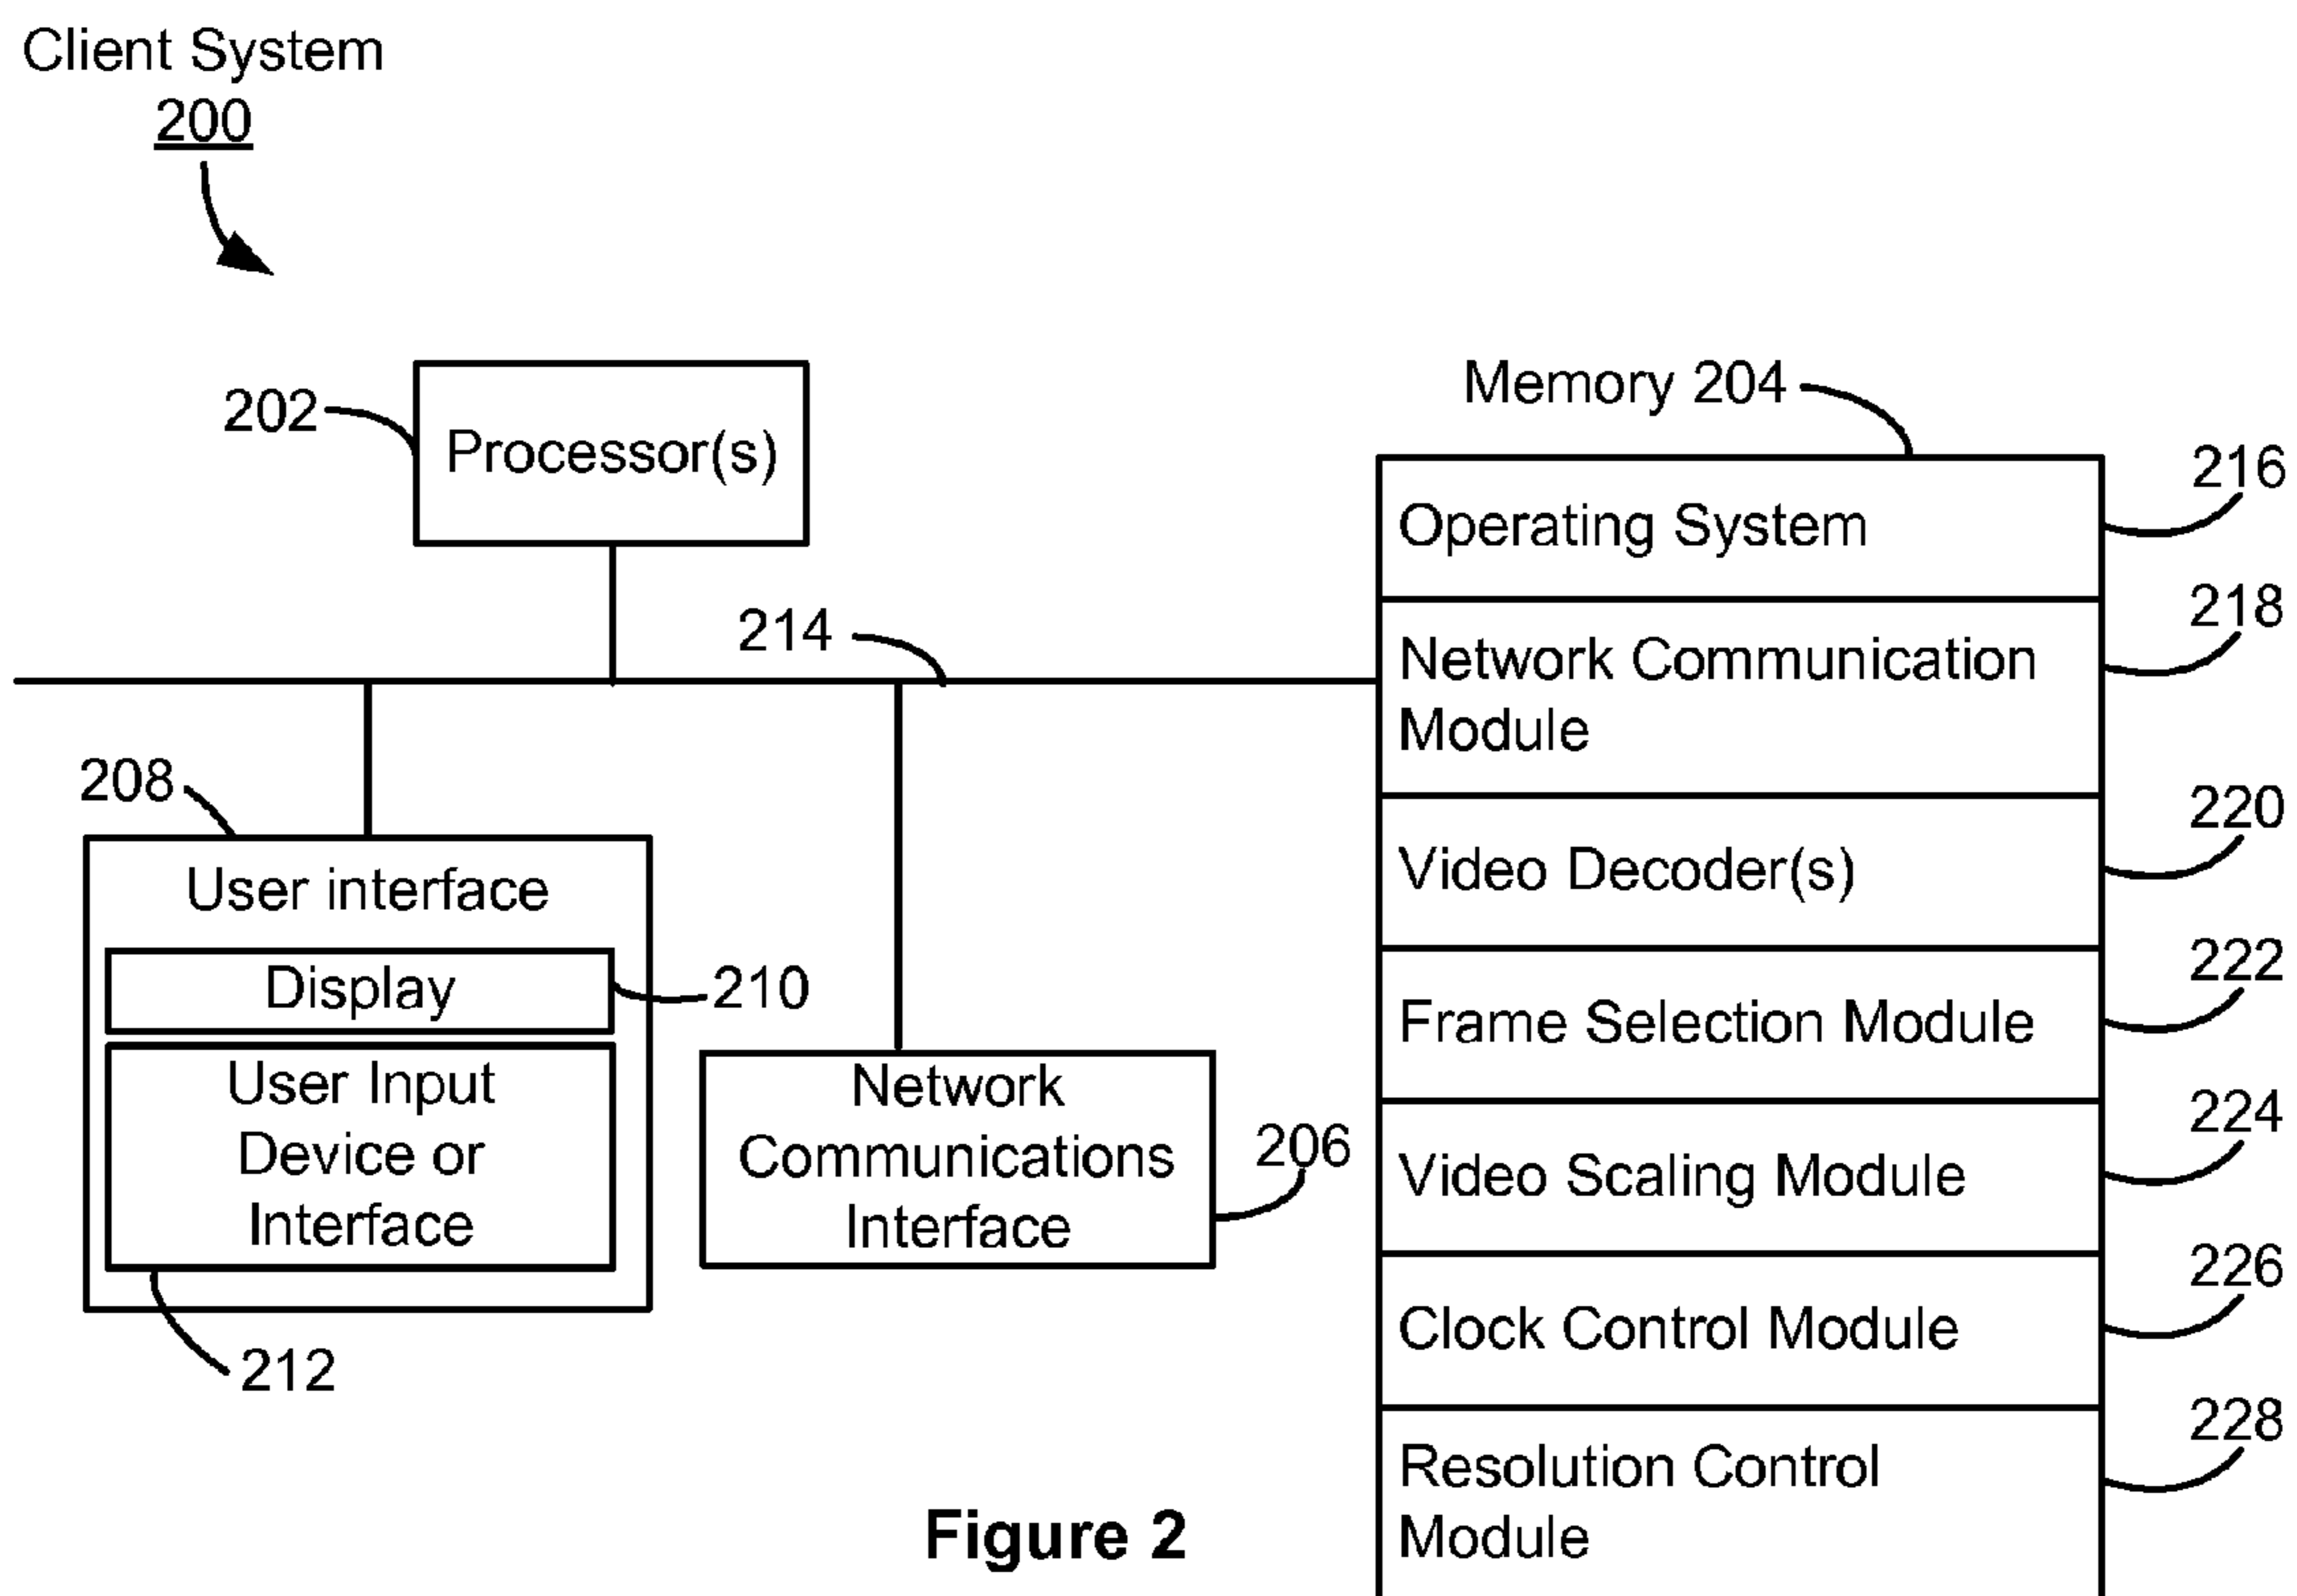 Client System
200
202
Processor(s)
Memory 204
Operating System
216
214
Network Communication
Module
218
208
User interface
Display
210
User Input
Device or
Interface
212
Network
Communications
Interface
206
Video Decoder(s)
220
Frame Selection Module
222
Video Scaling Module
224
Clock Control Module
226
Resolution Control
Module
228
Figure 2